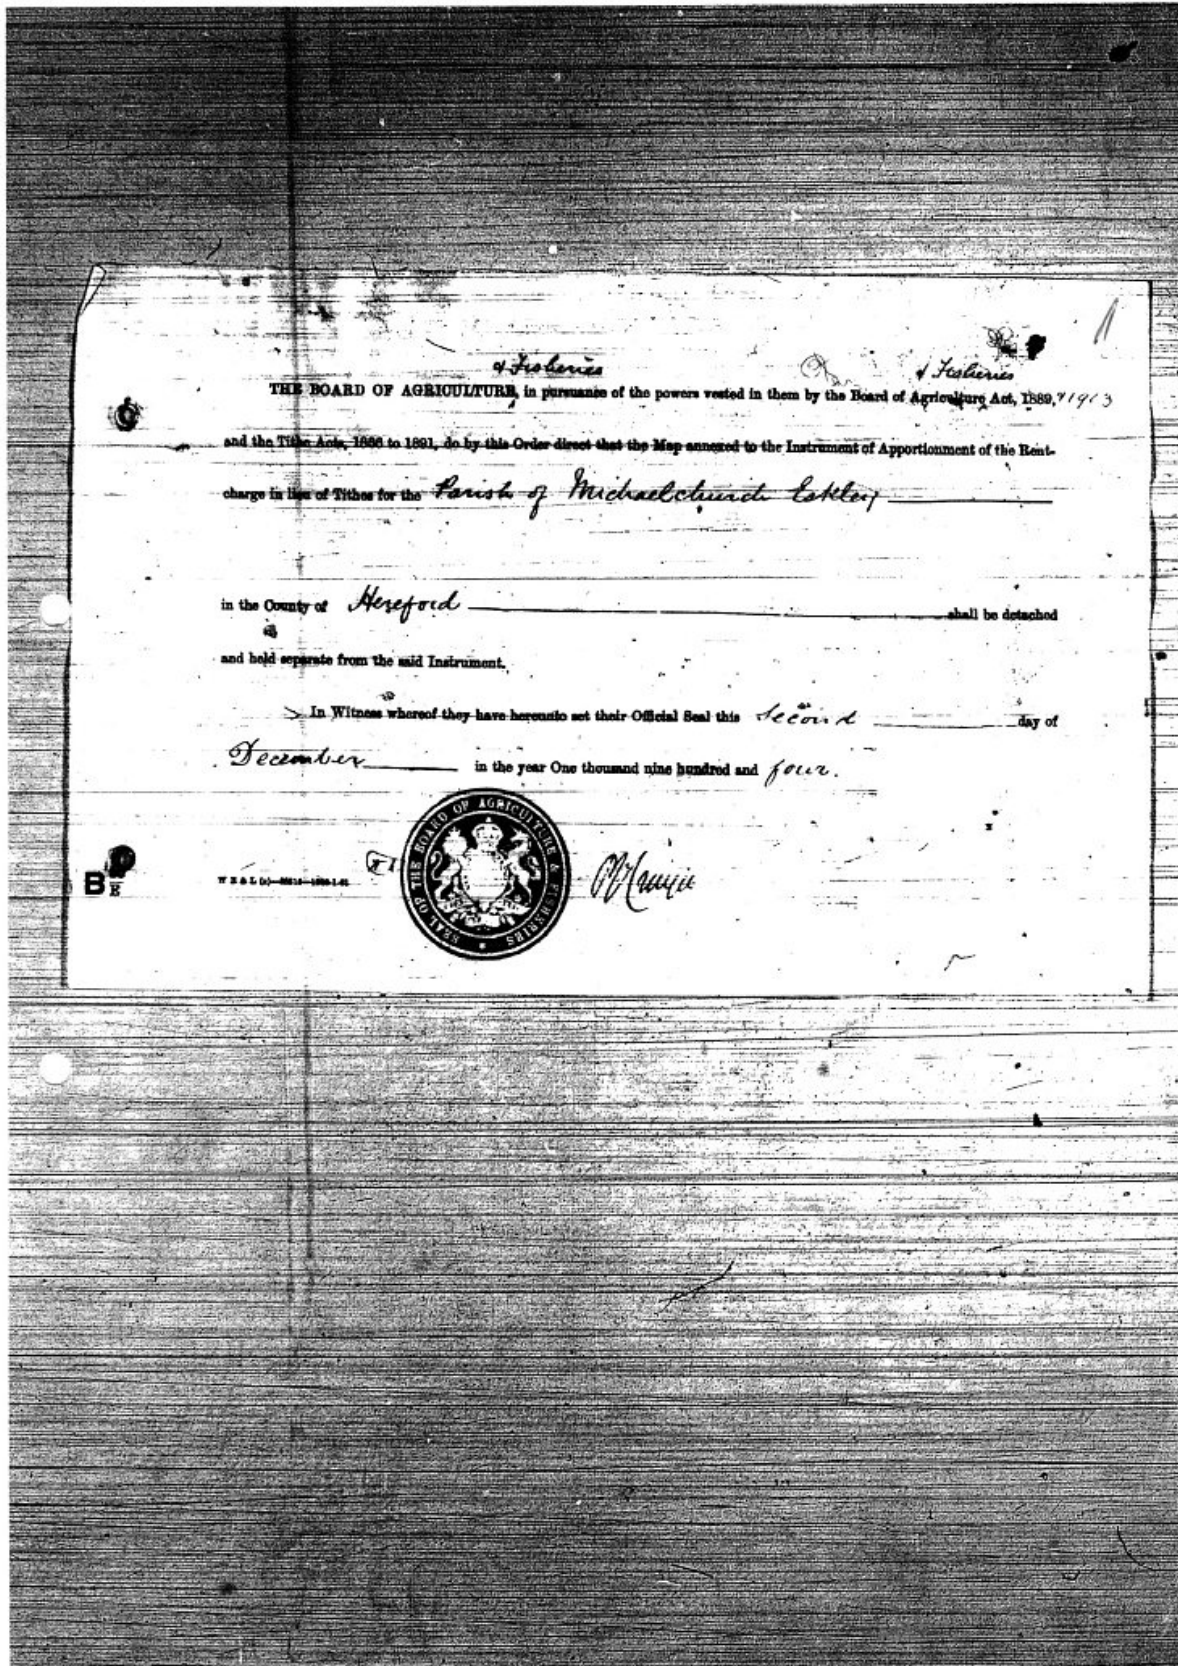 & Fisheries & Fisheries
THE BOARD OF AGRICULTURE, in pursuance of the powers vested in them by the Board of Agriculture Act, 1889,
and the Tithe Acts, 1836 to 1891, do by this Order direct that the Map annexed to the Instrument of Apportionment of the Rent-
charge in lieu of Tithes for the Parish of Michaelchurch Eskley
in the County of Hereford shall be detached
and held separate from the said Instrument.
In Witness whereof they have hereunto set their Official Seal this Second day of
December in the year One thousand nine hundred and four.
SEAL OF THE BOARD OF AGRICULTURE & FISHERIES
B E